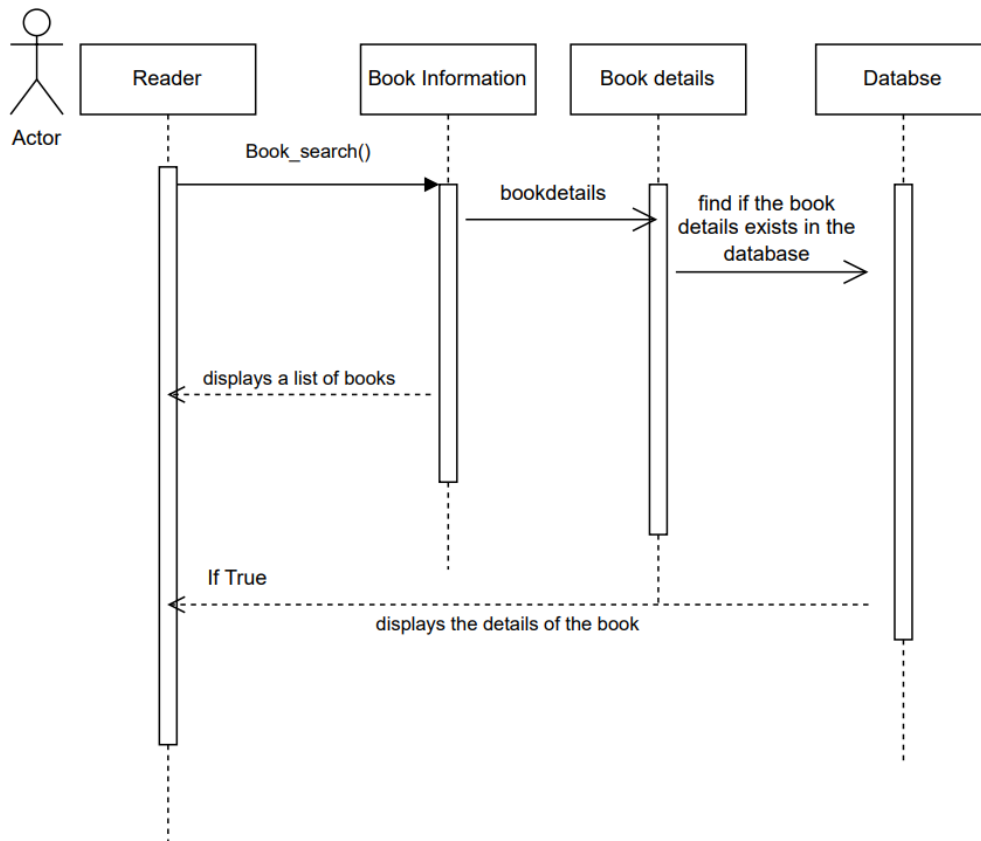 Reader
Book Information
Book details
Databse
Actor
Book_search()
bookdetails
find if the book
details exists in the
database
displays a list of books
If True
displays the details of the book